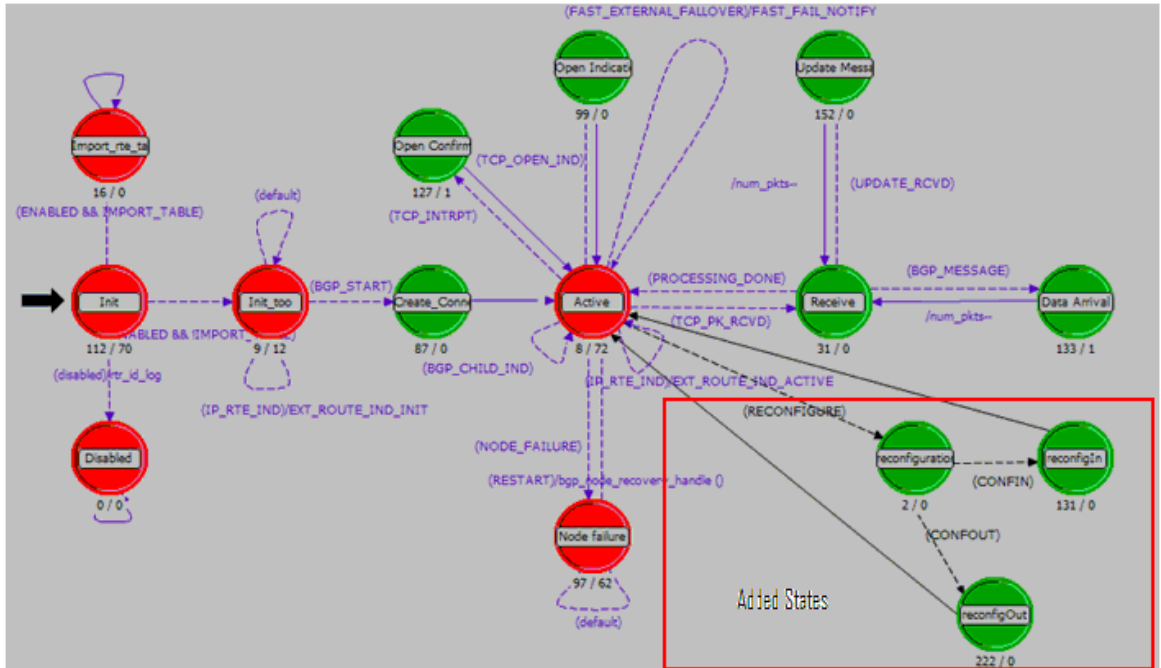 (FAST_EXTERNAL_FALLOVER)/FAST_FAIL_NOTIFY
Open Indicati
99 / 0
Update Messa
152 / 0
Import_rte_ta
16 / 0
Open Confirm
127 / 1
(TCP_OPEN_IND)
/num_pkts--
(UPDATE_RCVD)
(ENABLED && IMPORT_TABLE)
(default)
(TCP_INTRPT)
Init
112 / 70
Init_too
9 / 12
(BGP_START)
Create_Conne
87 / 0
Active
8 / 72
(PROCESSING_DONE)
(TCP_PK_RCVD)
Receive
31 / 0
(BGP_MESSAGE)
/num_pkts--
Data Arrival
133 / 1
ABLED && !IMPORT_TABLE)
(disabled)/rtr_id_log
(BGP_CHILD_IND)
(IP_RTE_IND)/EXT_ROUTE_IND_ACTIVE
(IP_RTE_IND)/EXT_ROUTE_IND_INIT
(RECONFIGURE)
Disabled
0 / 0
(NODE_FAILURE)
(RESTART)/bgp_node_recovery_handle ()
reconfiguration
2 / 0
(CONFIN)
reconfigIn
131 / 0
Node failure
97 / 62
(default)
(CONFOUT)
Added States
reconfigOut
222 / 0